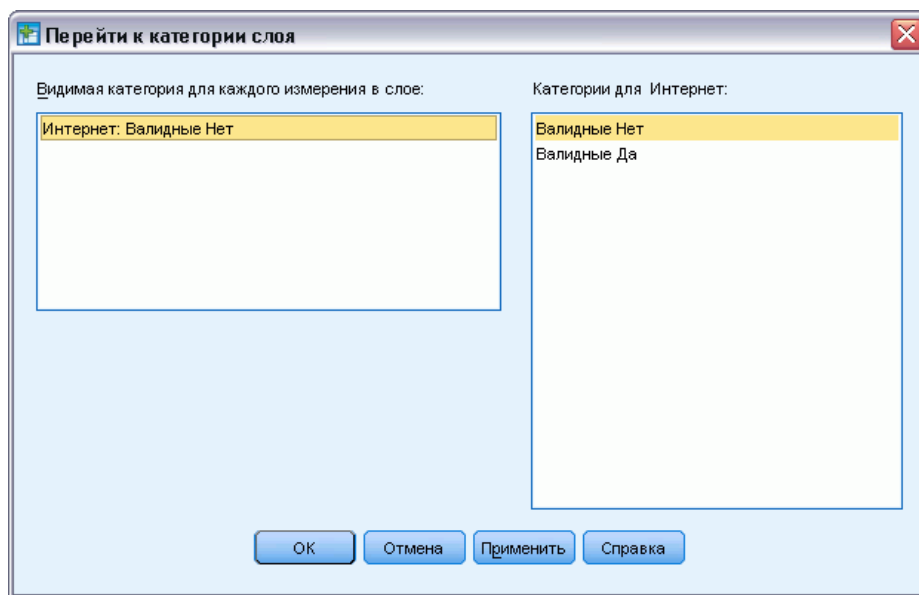 Перейти к категории слоя
Видимая категория для каждого измерения в слое:
Интернет: Валидные Нет
Категории для Интернет:
Валидные Нет
Валидные Да
ОК
Отмена
Применить
Справка